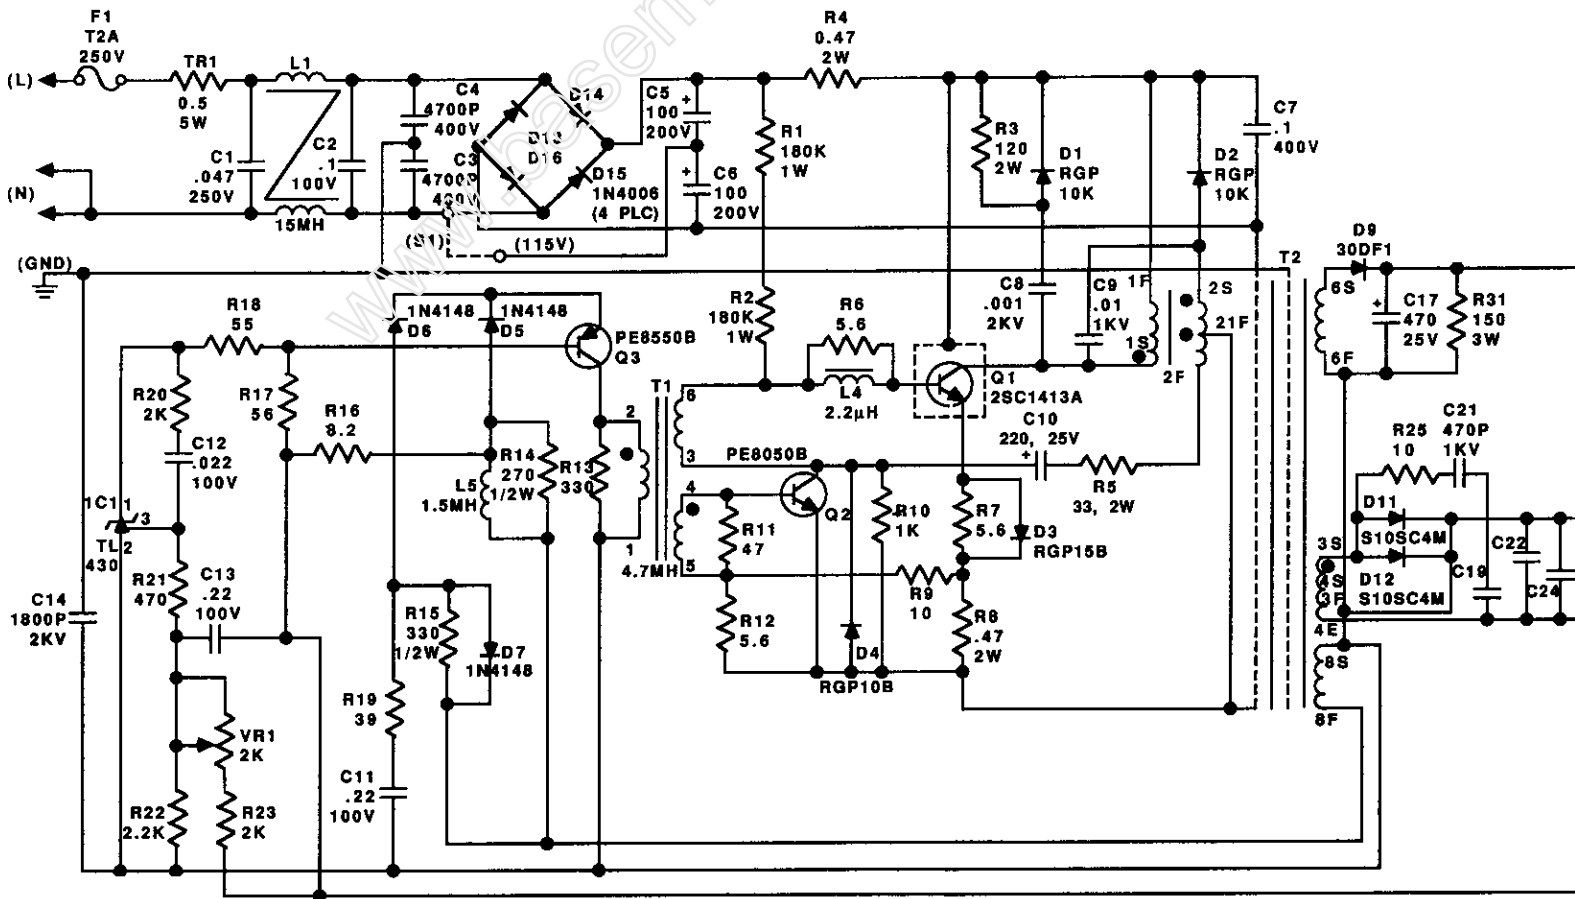 F1
T2A
250V
(L)
TR1
0.5
5W
L1
C1
.047
250V
C2
.1
100V
15MH
(N)
C4
4700P
400V
C3
4700P
400V
D14
D13
D16
D15
1N4006
(4 PLC)
C5
100
200V
+
C6
100
200V
+
(S1)
(115V)
R4
0.47
2W
R1
180K
1W
R3
120
2W
D1
RGP
10K
D2
RGP
10K
C7
.1
400V
(GND)
R18
55
1N4148
D6
1N4148
D5
PE8550B
Q3
R2
180K
1W
R6
5.6
L4
2.2µH
Q1
2SC1413A
C8
.001
2KV
C9
.01
1KV
1F
1S
2S
21F
2F
T2
D9
30DF1
6S
6F
C17
470
25V
+
R31
150
3W
R20
2K
R17
56
R16
8.2
C12
.022
100V
L5
1.5MH
R14
270
1/2W
R13
330
T1
2
1
6
3
4
5
4.7MH
PE8050B
Q2
C10
220, 25V
+
R5
33, 2W
R11
47
R10
1K
R7
5.6
D3
RGP15B
R9
10
R12
5.6
D4
RGP10B
R8
.47
2W
R25
10
C21
470P
1KV
D11
S10SC4M
D12
S10SC4M
3S
4S
3F
4E
C19
C22
C24
8S
8F
1C1
1
3
TL
2
430
R21
470
C13
.22
100V
C14
1800P
2KV
R15
330
1/2W
D7
1N4148
R19
39
C11
.22
100V
VR1
2K
R22
2.2K
R23
2K